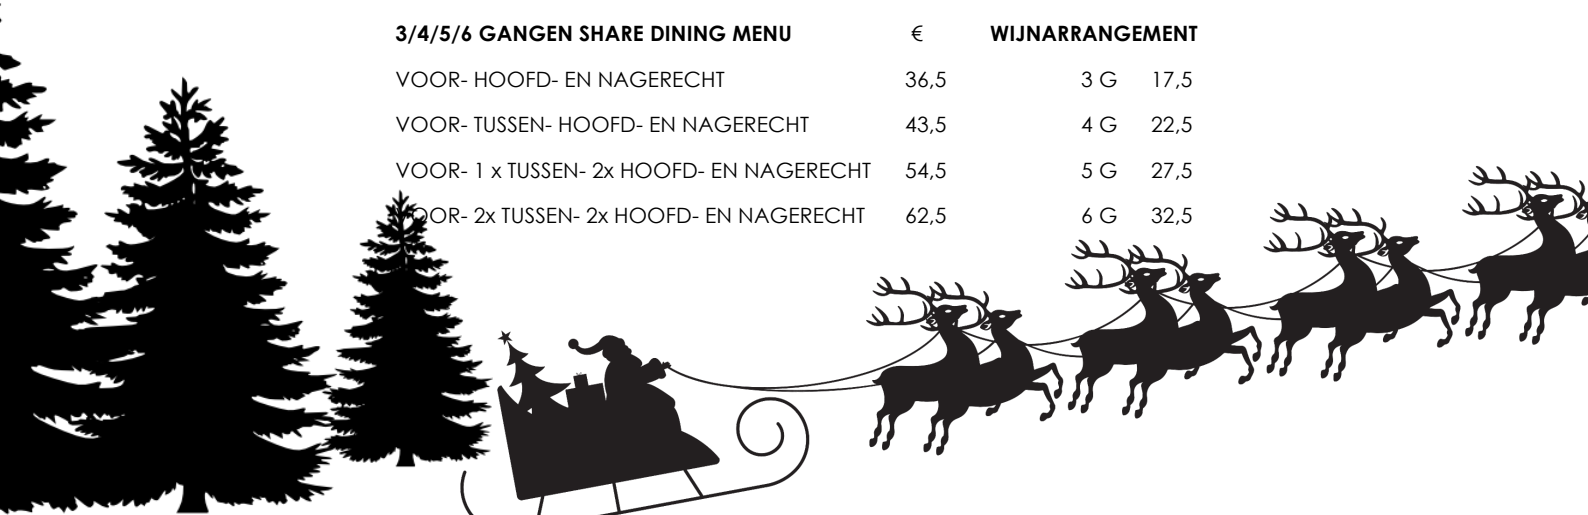 3/4/5/6 GANGEN SHARE DINING MENU € WIJNARRANGEMENT
VOOR- HOOFD- EN NAGERECHT 36,5 3 G 17,5
VOOR- TUSSEN- HOOFD- EN NAGERECHT 43,5 4 G 22,5
VOOR- 1 x TUSSEN- 2x HOOFD- EN NAGERECHT 54,5 5 G 27,5
VOOR- 2x TUSSEN- 2x HOOFD- EN NAGERECHT 62,5 6 G 32,5